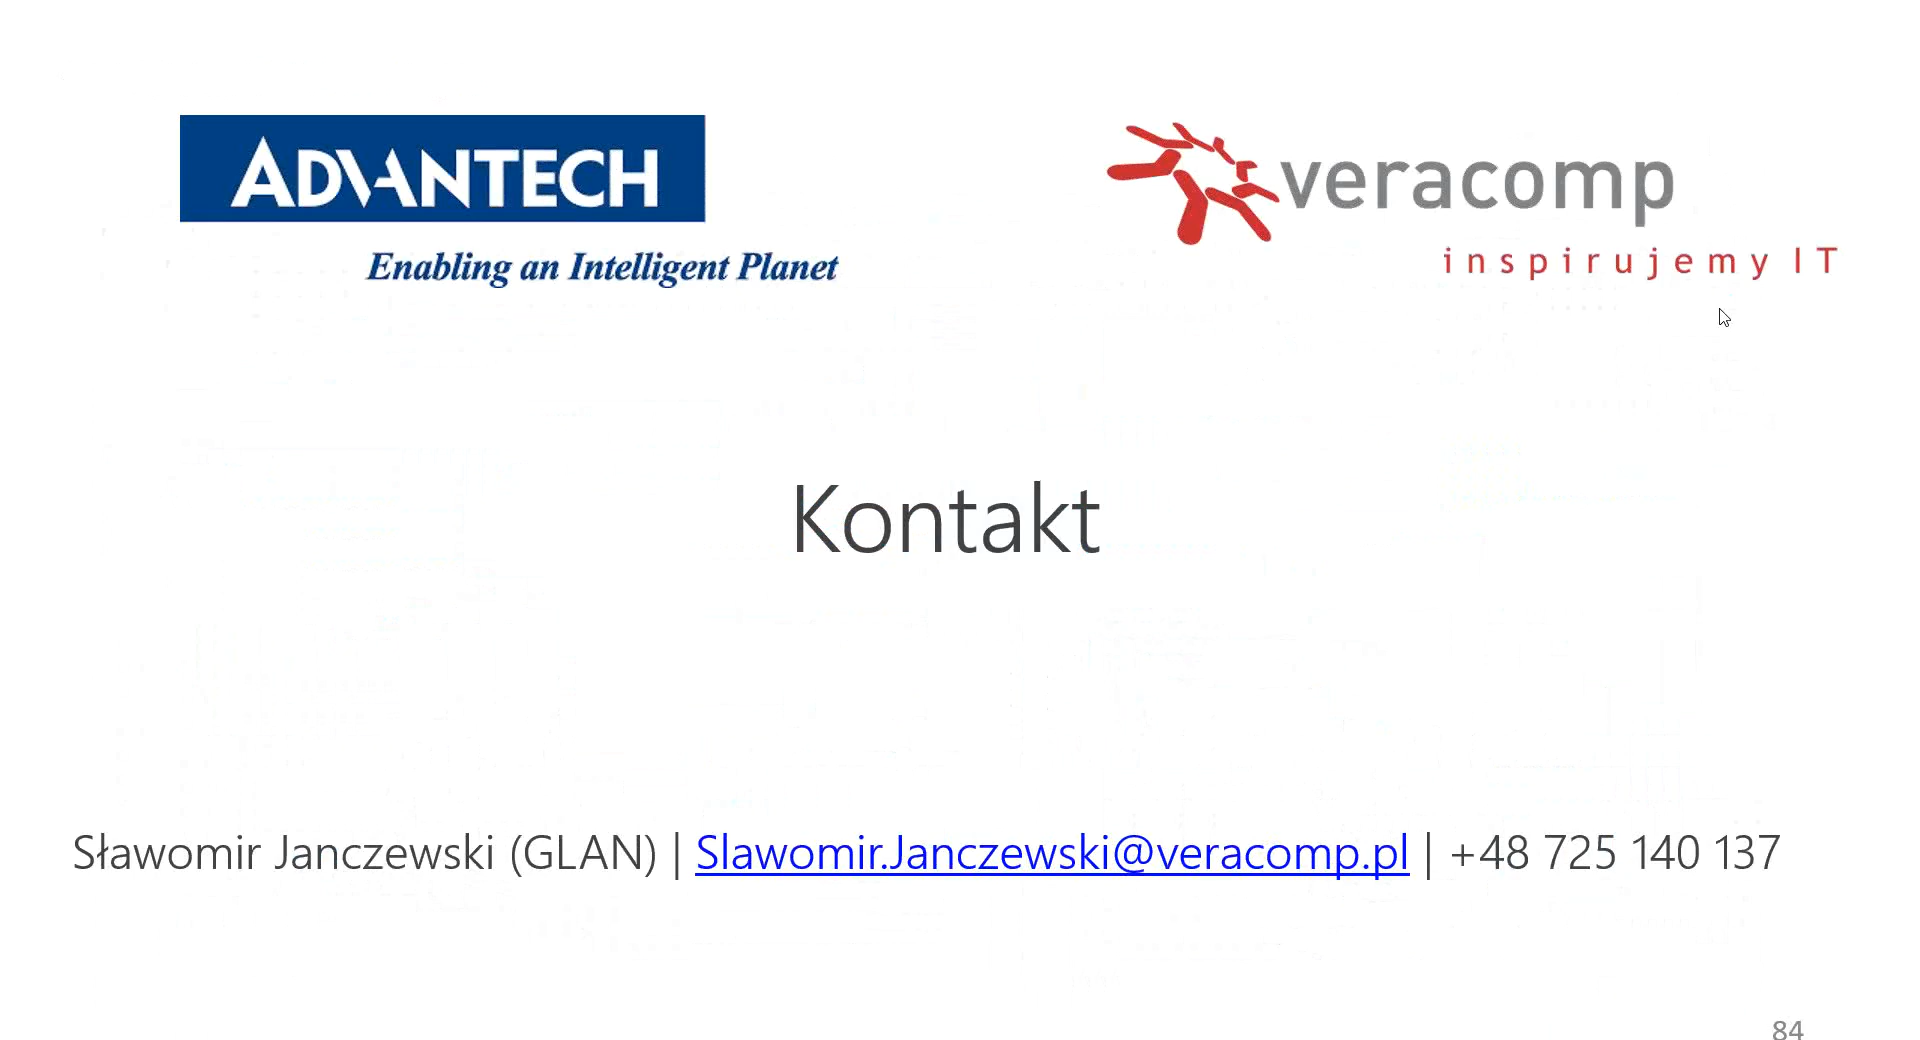 ADVANTECH
Enabling an Intelligent Planet
veracomp
inspirujemy IT
Kontakt
Sławomir Janczewski (GLAN) | Slawomir.Janczewski@veracomp.pl | +48 725 140 137
84